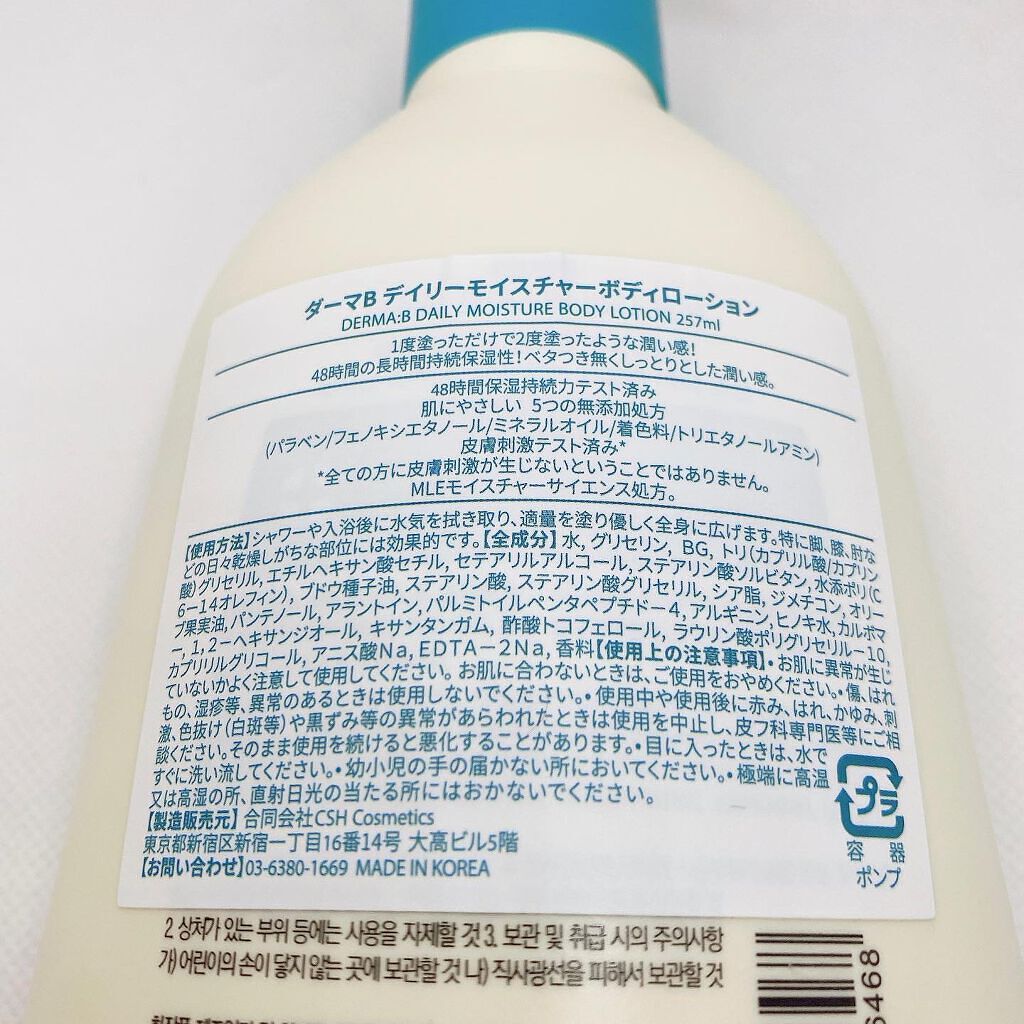 ダーマB デイリーモイスチャーボディローション
DERMA:B DAILY MOISTURE BODY LOTION 257ml
1度塗っただけで2度塗ったような潤い感!
48時間の長時間持続保湿性!ベタつき無くしっとりとした潤い感。
48時間保湿持続力テスト済み
肌にやさしい 5つの無添加処方
(パラベン/フェノキシエタノール/ミネラルオイル/着色料/トリエタノールアミン)
皮膚刺激テスト済み*
*全ての方に皮膚刺激が生じないということではありません。
MLEモイスチャーサイエンス処方。
【使用方法】シャワーや入浴後に水気を拭き取り、適量を塗り優しく全身に広げます。特に脚、膝、肘な
どの日々乾燥しがちな部位には効果的です。【全成分】水, グリセリン, BG, トリ(カプリル酸/カプリン
酸)グリセリル, エチルヘキサン酸セチル, セテアリルアルコール, ステアリン酸ソルビタン, 水添ポリ(C
6-14オレフィン), ブドウ種子油, ステアリン酸, ステアリン酸グリセリル, シア脂, ジメチコン, オリー
ブ果実油, パンテノール, アラントイン, パルミトイルペンタペプチド-4, アルギニン, ヒノキ水, カルボマ
ー, 1,2-ヘキサンジオール, キサンタンガム, 酢酸トコフェロール, ラウリン酸ポリグリセリル-10,
カプリリルグリコール, アニス酸Na, EDTA-2Na, 香料【使用上の注意事項】・お肌に異常が生じ
ていないかよく注意して使用してください。お肌に合わないときは、ご使用をおやめください。・傷、はれ
もの、湿疹等、異常のあるときは使用しないでください。・使用中や使用後に赤み、はれ、かゆみ、刺
激、色抜け(白斑等)や黒ずみ等の異常があらわれたときは使用を中止し、皮フ科専門医等にご相
談ください。そのまま使用を続けると悪化することがあります。・目に入ったときは、水で
すぐに洗い流してください。・幼小児の手の届かない所においてください。・極端に高温
又は高湿の所、直射日光の当たる所にはおかないでください。
【製造販売元】合同会社CSH Cosmetics
東京都新宿区新宿一丁目16番14号 大高ビル5階
【お問い合わせ】03-6380-1669 MADE IN KOREA
プラ
容 器
ポンプ
2. 상처가 있는 부위 등에는 사용을 자제할 것 3. 보관 및 취급 시의 주의사항
가) 어린이의 손이 닿지 않는 곳에 보관할 것 나) 직사광선을 피해서 보관할 것